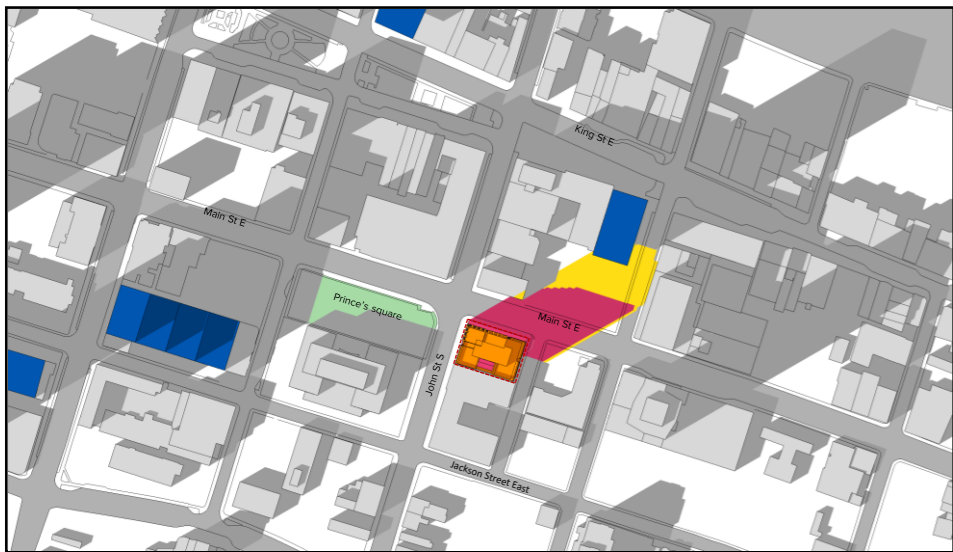 King St E
Main St E
Prince's square
Main St E
John St S
Jackson Street East